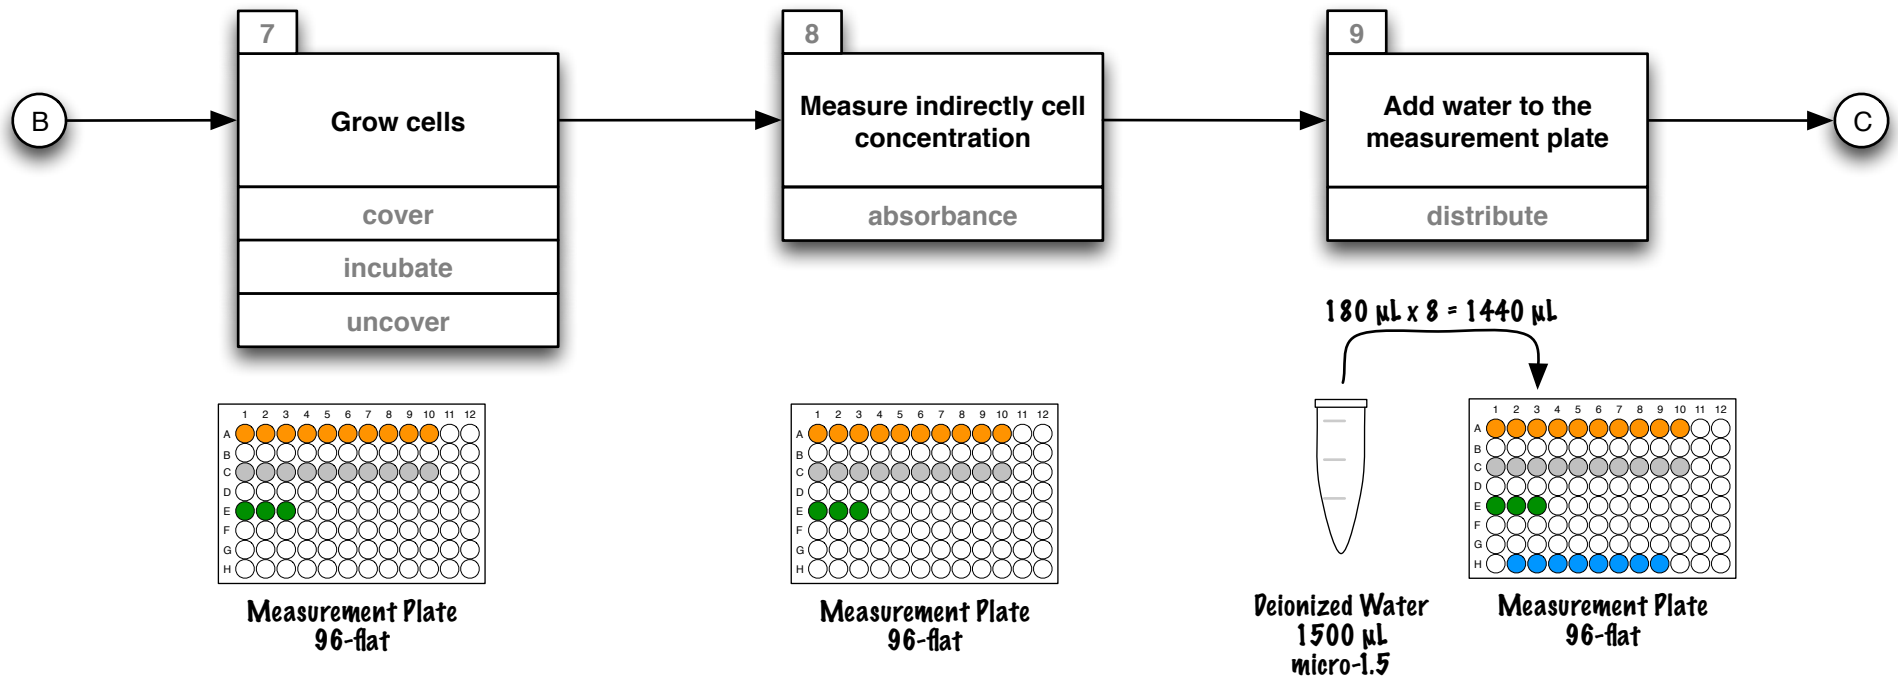 7
8
9
B
Grow cells
Measure indirectly cell
concentration
Add water to the
measurement plate
C
cover
incubate
uncover
absorbance
distribute
180 µL x 8 = 1440 µL
1 2 3 4 5 6 7 8 9 10 11 12
A
B
C
D
E
F
G
H
Measurement Plate
96-flat
1 2 3 4 5 6 7 8 9 10 11 12
A
B
C
D
E
F
G
H
Measurement Plate
96-flat
Deionized Water
1500 µL
micro-1.5
1 2 3 4 5 6 7 8 9 10 11 12
A
B
C
D
E
F
G
H
Measurement Plate
96-flat